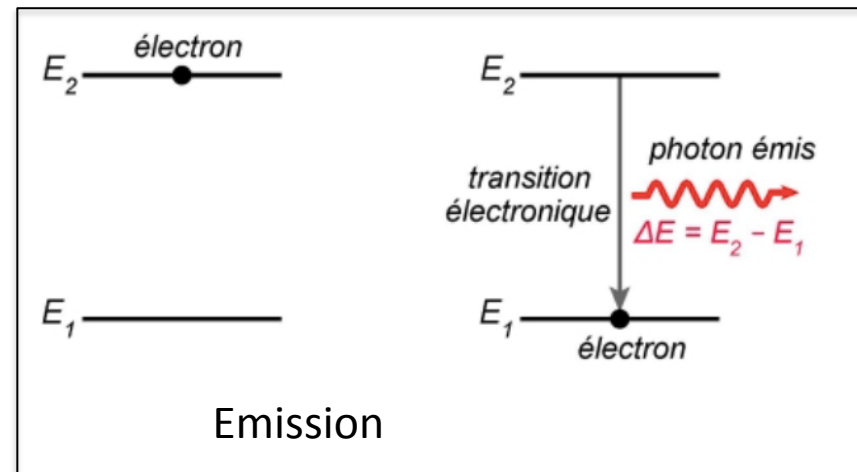 électron
E₂
E₁
E₂
transition
électronique
photon émis
ΔE = E₂ − E₁
E₁
électron
Emission